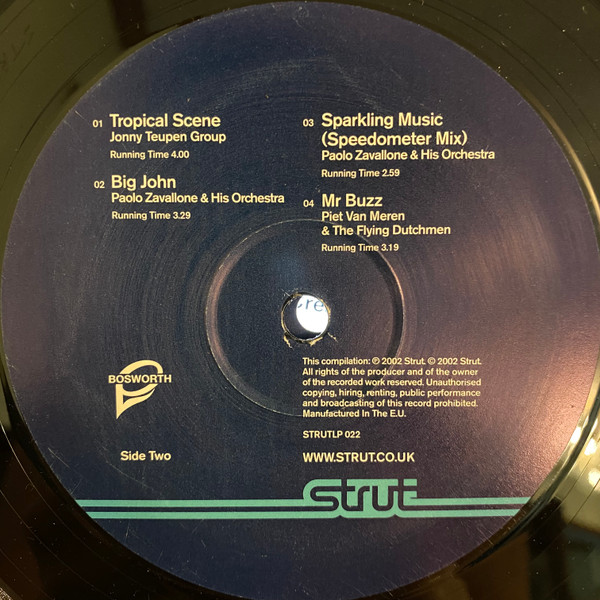 01 Tropical Scene
Jonny Teupen Group
Running Time 4.00
02 Big John
Paolo Zavallone & His Orchestra
Running Time 3.29
03 Sparkling Music
(Speedometer Mix)
Paolo Zavallone & His Orchestra
Running Time 2.59
04 Mr Buzz
Piet Van Meren
& The Flying Dutchmen
Running Time 3.19
cre
BOSWORTH
Side Two
This compilation: ℗ 2002 Strut. © 2002 Strut.
All rights of the producer and of the owner
of the recorded work reserved. Unauthorised
copying, hiring, renting, public performance
and broadcasting of this record prohibited.
Manufactured In The E.U.
STRUTLP 022
WWW.STRUT.CO.UK
strut